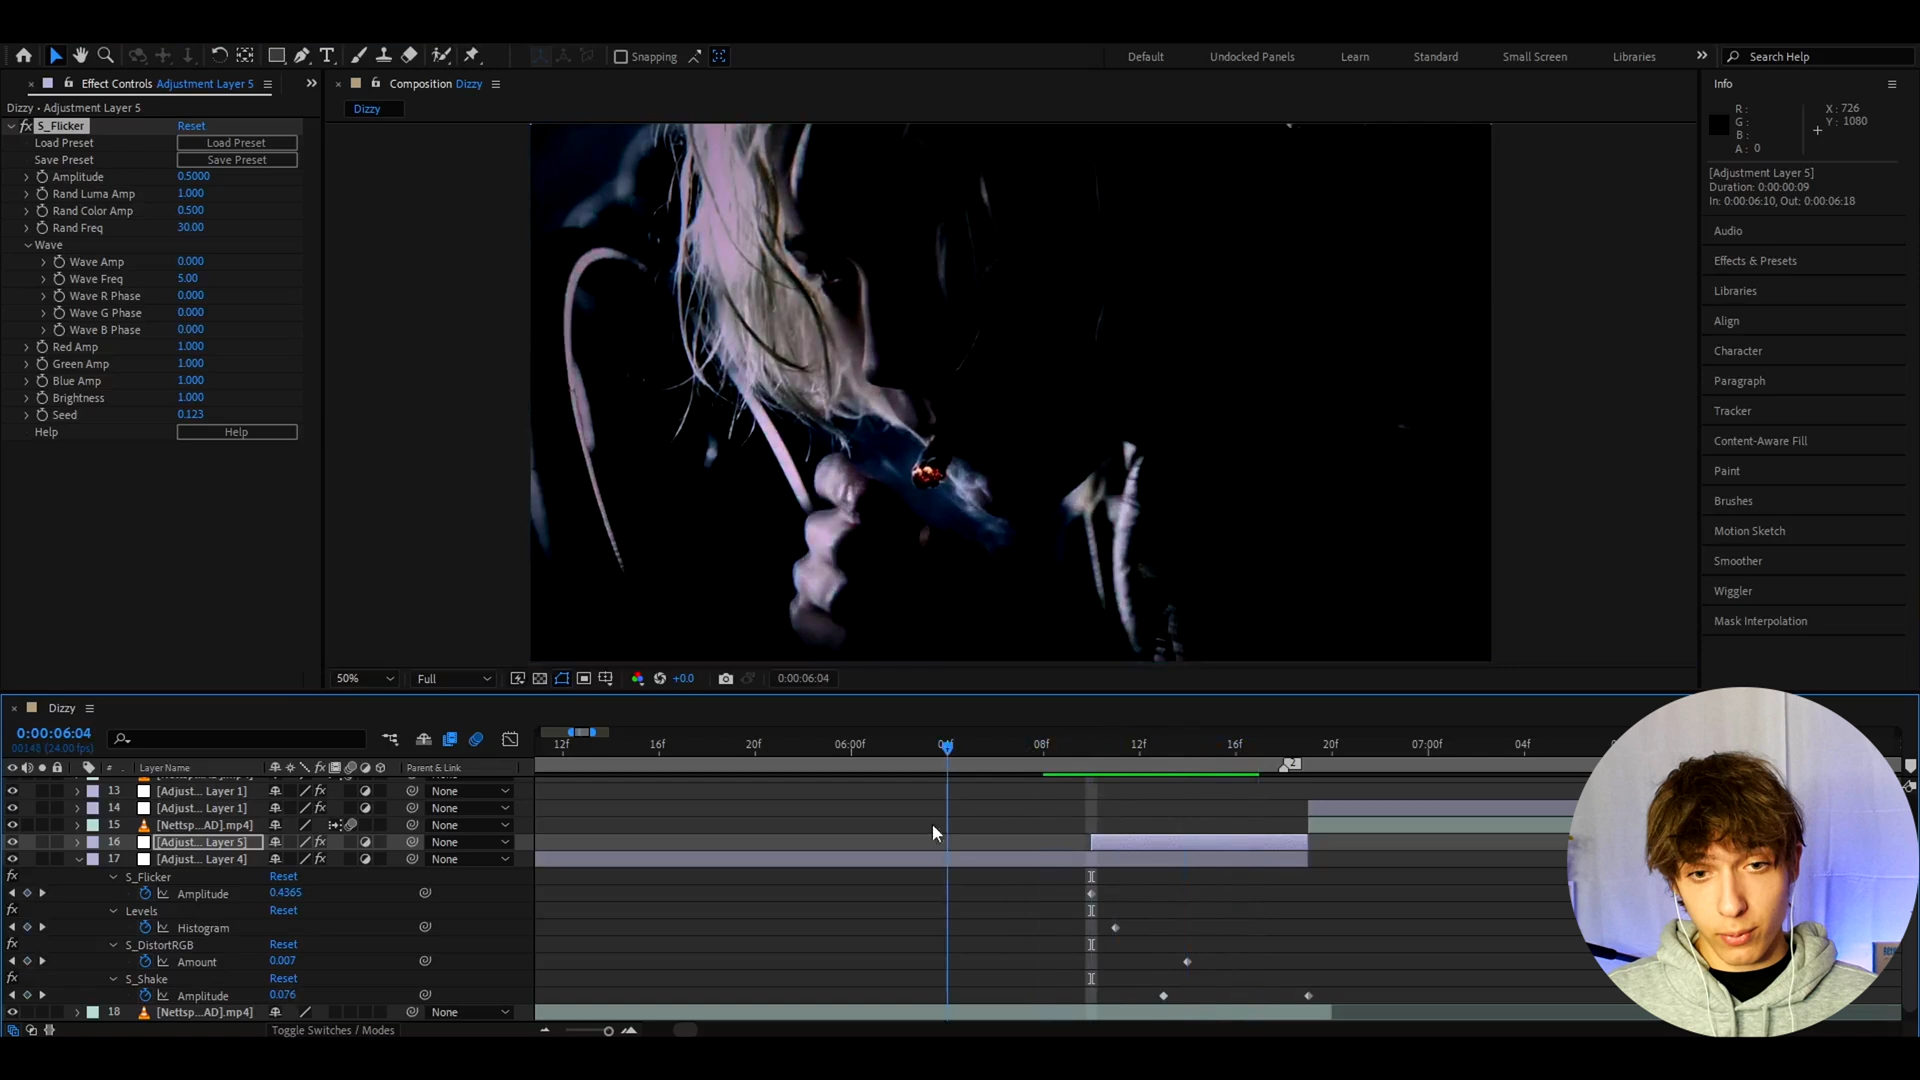 Snapping
Default
Undocked Panels
Learn
Standard
Small Screen
Libraries
Search Help
Effect Controls Adjustment Layer 5
Composition Dizzy
Info
Dizzy • Adjustment Layer 5
Dizzy
R :
G :
B :
A : 0
X : 726
Y : 1080
S_Flicker Reset
Load Preset Load Preset
Save Preset Save Preset
Amplitude 0.5000
Rand Luma Amp 1.000
Rand Color Amp 0.500
Rand Freq 30.00
Wave
Wave Amp 0.000
Wave Freq 5.00
Wave R Phase 0.000
Wave G Phase 0.000
Wave B Phase 0.000
Red Amp 1.000
Green Amp 1.000
Blue Amp 1.000
Brightness 1.000
Seed 0.123
Help Help
[Adjustment Layer 5]
Duration: 0:00:00:09
In: 0:00:06:10, Out: 0:00:06:18
Audio
Effects & Presets
Libraries
Align
Character
Paragraph
Tracker
Content-Aware Fill
Paint
Brushes
Motion Sketch
Smoother
Wiggler
Mask Interpolation
50% Full +0.0 0:00:06:04
Dizzy
0:00:06:04
00148 (24.00 fps)
12f 16f 20f 06:00f 08f 12f 16f 20f 07:00f 04f
2
# Layer Name Parent & Link
13 [Adjust... Layer 1] None
14 [Adjust... Layer 1] None
15 [Nettsp...AD].mp4] None
16 [Adjust... Layer 5] None
17 [Adjust... Layer 4] None
S_Flicker Reset
Amplitude 0.4365
Levels Reset
Histogram
S_DistortRGB Reset
Amount 0.007
S_Shake Reset
Amplitude 0.076
18 [Nettsp...AD].mp4] None
Toggle Switches / Modes